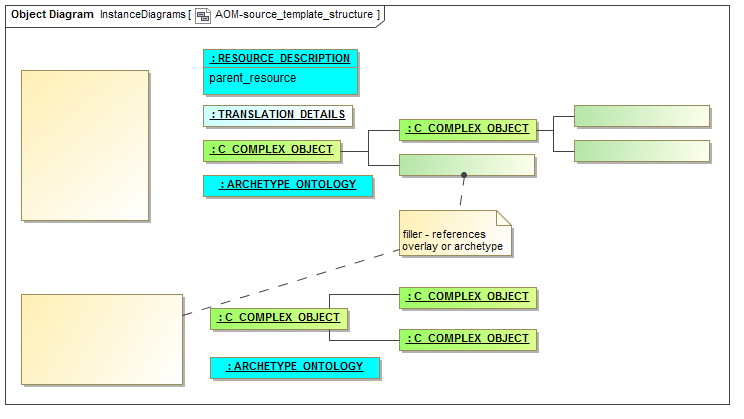 Object Diagram InstanceDiagrams [ AOM-source_template_structure ]
: RESOURCE_DESCRIPTION
parent_resource
: TRANSLATION_DETAILS
: C_COMPLEX_OBJECT
: C_COMPLEX_OBJECT
: ARCHETYPE_ONTOLOGY
filler - references
overlay or archetype
: C_COMPLEX_OBJECT
: C_COMPLEX_OBJECT
: C_COMPLEX_OBJECT
: ARCHETYPE_ONTOLOGY